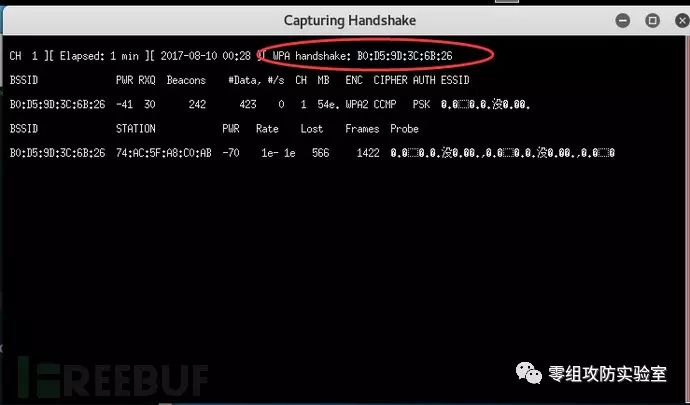 Capturing Handshake
CH 1 ][ Elapsed: 1 min ][ 2017-08-10 00:28 ][ WPA handshake: B0:D5:9D:3C:6B:26
BSSID PWR RXQ Beacons #Data, #/s CH MB ENC CIPHER AUTH ESSID
B0:D5:9D:3C:6B:26 -41 30 242 423 0 1 54e. WPA2 CCMP PSK
BSSID STATION PWR Rate Lost Frames Probe
B0:D5:9D:3C:6B:26 74:AC:5F:A8:C0:AB -70 1e- 1e 566 1422
REEBUF
零组攻防实验室